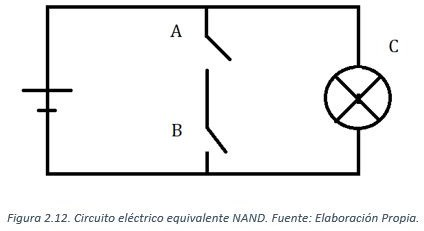 A
C
B
Figura 2.12. Circuito eléctrico equivalente NAND. Fuente: Elaboración Propia.